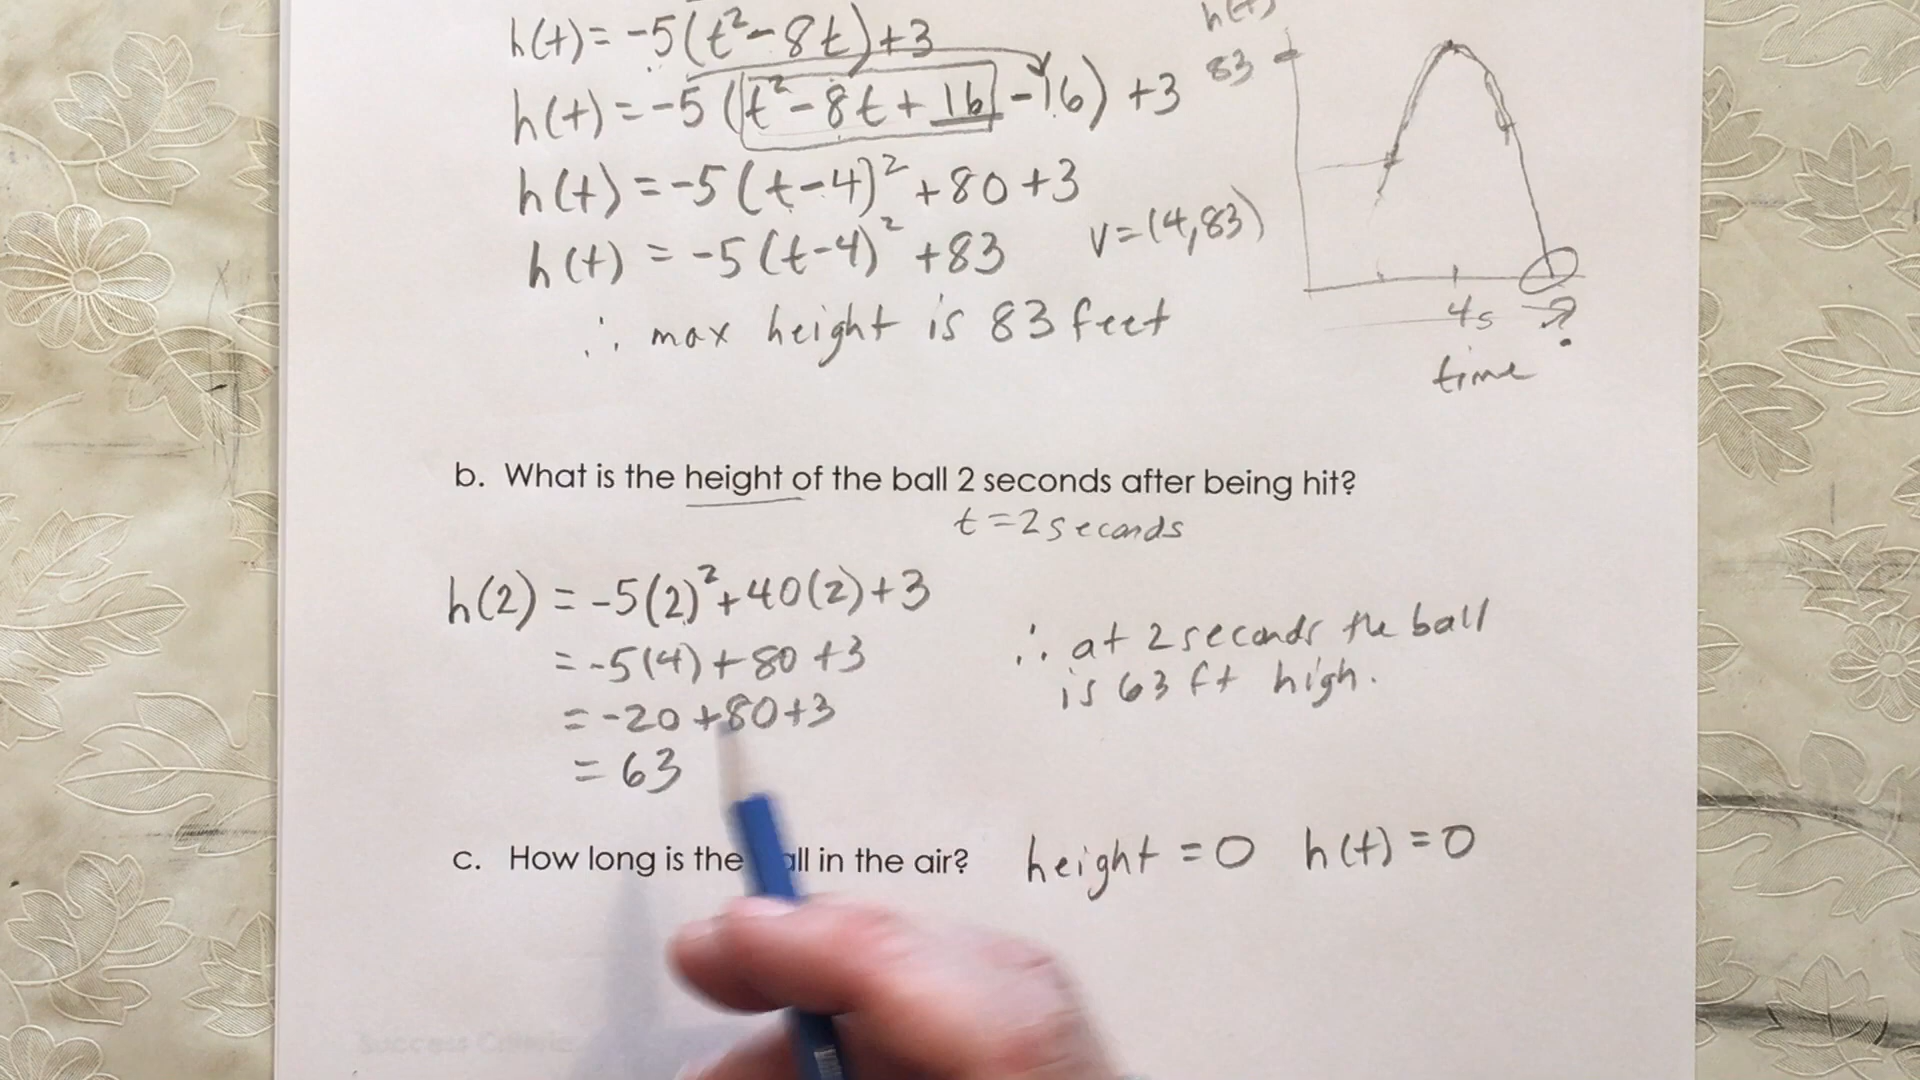 h(t)
h(t) = -5(t²-8t)+3
83
h(t) = -5(t²-8t+16-16)+3
h(t) = -5(t-4)²+80+3
h(t) = -5(t-4)²+83 v=(4,83)
4s ?
∴ max height is 83 feet
time
b. What is the height of the ball 2 seconds after being hit?
t=2seconds
h(2) = -5(2)²+40(2)+3
= -5(4)+80+3
= -20+80+3
= 63
∴ at 2 seconds the ball
is 63 ft high.
c. How long is the all in the air? height = 0 h(t) = 0